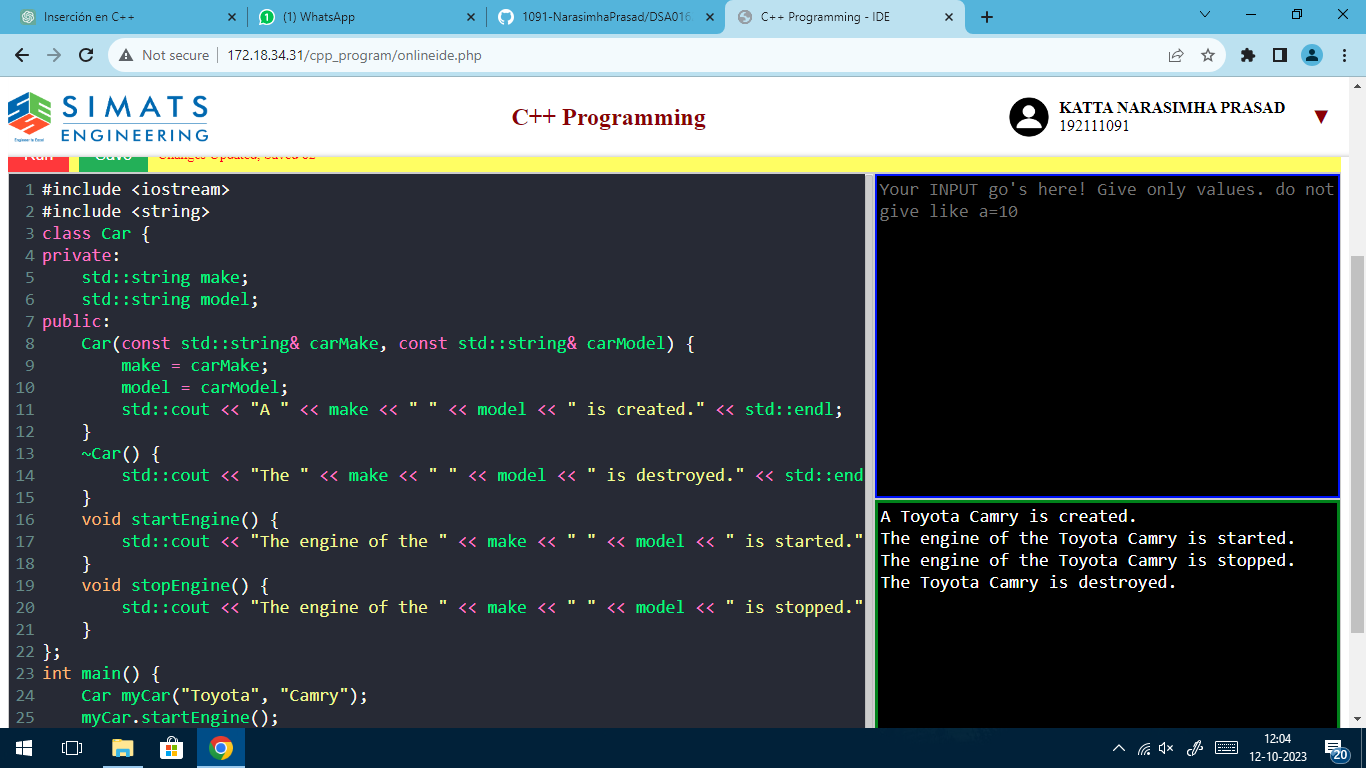 Inserción en C++
(1) WhatsApp
1091-NarasimhaPrasad/DSA016
C++ Programming - IDE
Not secure
172.18.34.31/cpp_program/onlineide.php
SIMATS
ENGINEERING
Engineer to Excel
C++ Programming
KATTA NARASIMHA PRASAD
192111091
Run
Save
Changes Updated, Saved 82
1 #include <iostream>
2 #include <string>
3 class Car {
4 private:
5     std::string make;
6     std::string model;
7 public:
8     Car(const std::string& carMake, const std::string& carModel) {
9         make = carMake;
10         model = carModel;
11         std::cout << "A " << make << " " << model << " is created." << std::endl;
12     }
13     ~Car() {
14         std::cout << "The " << make << " " << model << " is destroyed." << std::end
15     }
16     void startEngine() {
17         std::cout << "The engine of the " << make << " " << model << " is started."
18     }
19     void stopEngine() {
20         std::cout << "The engine of the " << make << " " << model << " is stopped."
21     }
22 };
23 int main() {
24     Car myCar("Toyota", "Camry");
25     myCar.startEngine();
Your INPUT go's here! Give only values. do not
give like a=10
A Toyota Camry is created.
The engine of the Toyota Camry is started.
The engine of the Toyota Camry is stopped.
The Toyota Camry is destroyed.
12:04
12-10-2023
20